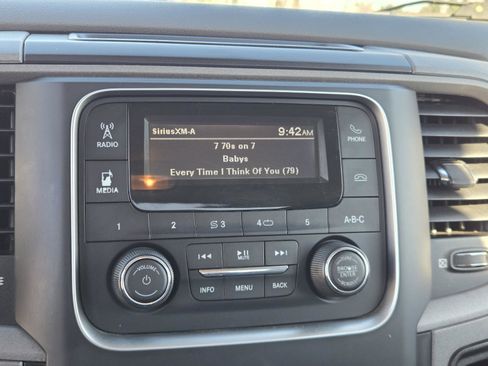 SiriusXM-A 9:42AM
7 70s on 7
Babys
Every Time I Think Of You (79)
RADIO
PHONE
MEDIA
1 2 3 4 5 A-B-C
MUTE
VOLUME
BROWSE
ENTER
INFO MENU BACK